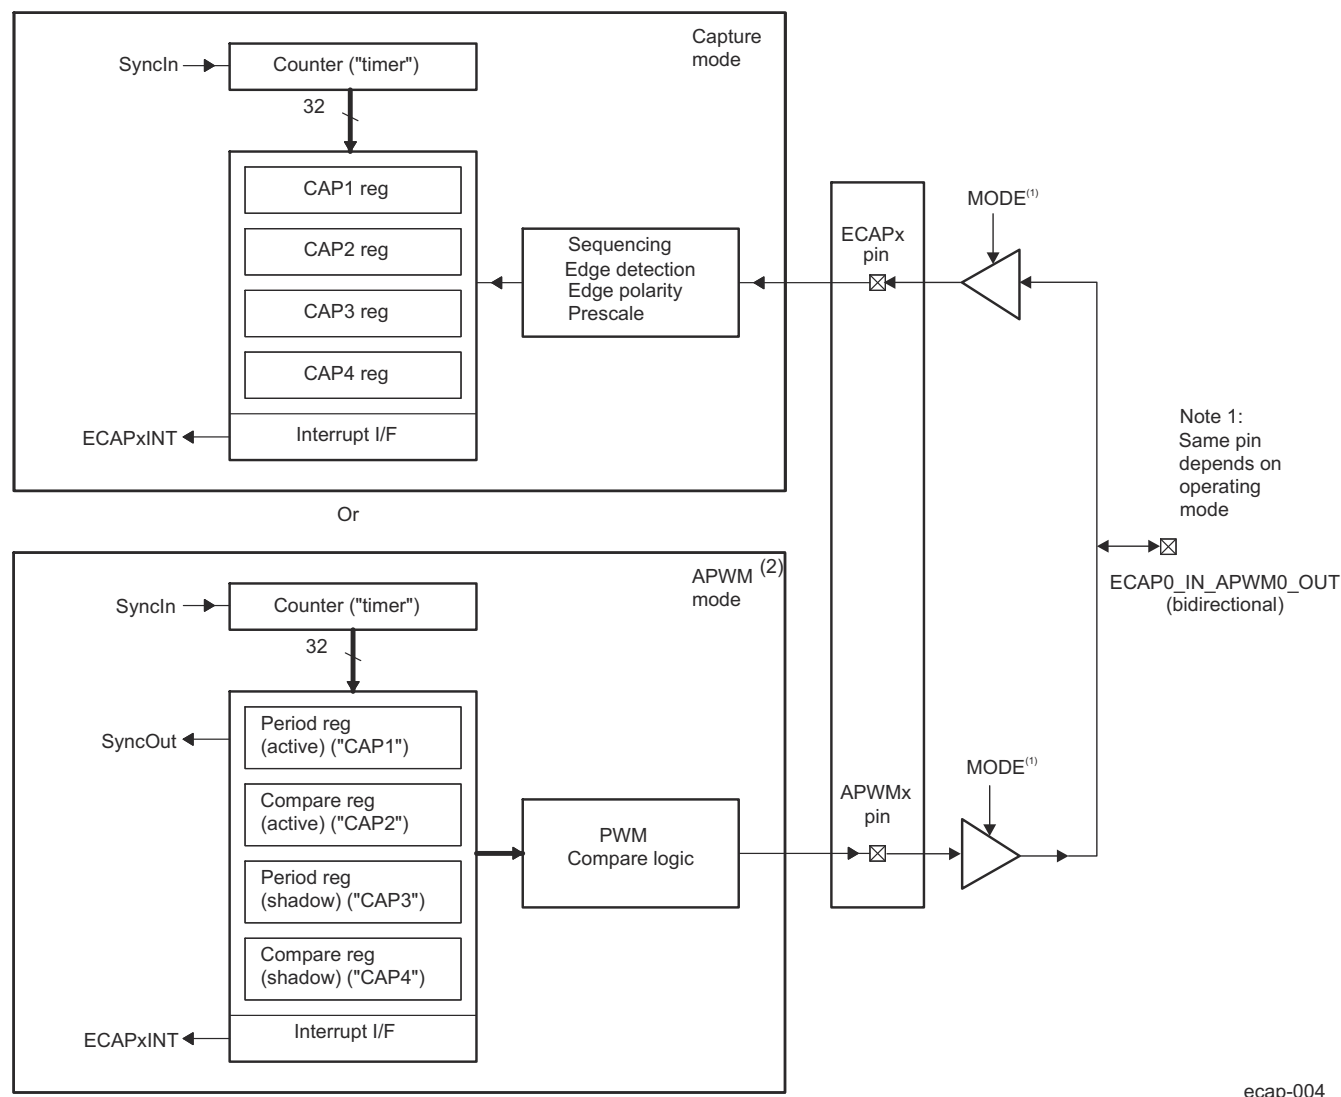 Capture
mode
SyncIn
Counter ("timer")
32
CAP1 reg
CAP2 reg
CAP3 reg
CAP4 reg
Interrupt I/F
ECAPxINT
Sequencing
Edge detection
Edge polarity
Prescale
ECAPx
pin
MODE(1)
Note 1:
Same pin
depends on
operating
mode
ECAP0_IN_APWM0_OUT
(bidirectional)
Or
APWM (2)
mode
SyncIn
Counter ("timer")
32
SyncOut
Period reg
(active) ("CAP1")
Compare reg
(active) ("CAP2")
Period reg
(shadow) ("CAP3")
Compare reg
(shadow) ("CAP4")
Interrupt I/F
ECAPxINT
PWM
Compare logic
APWMx
pin
MODE(1)
ecap-004